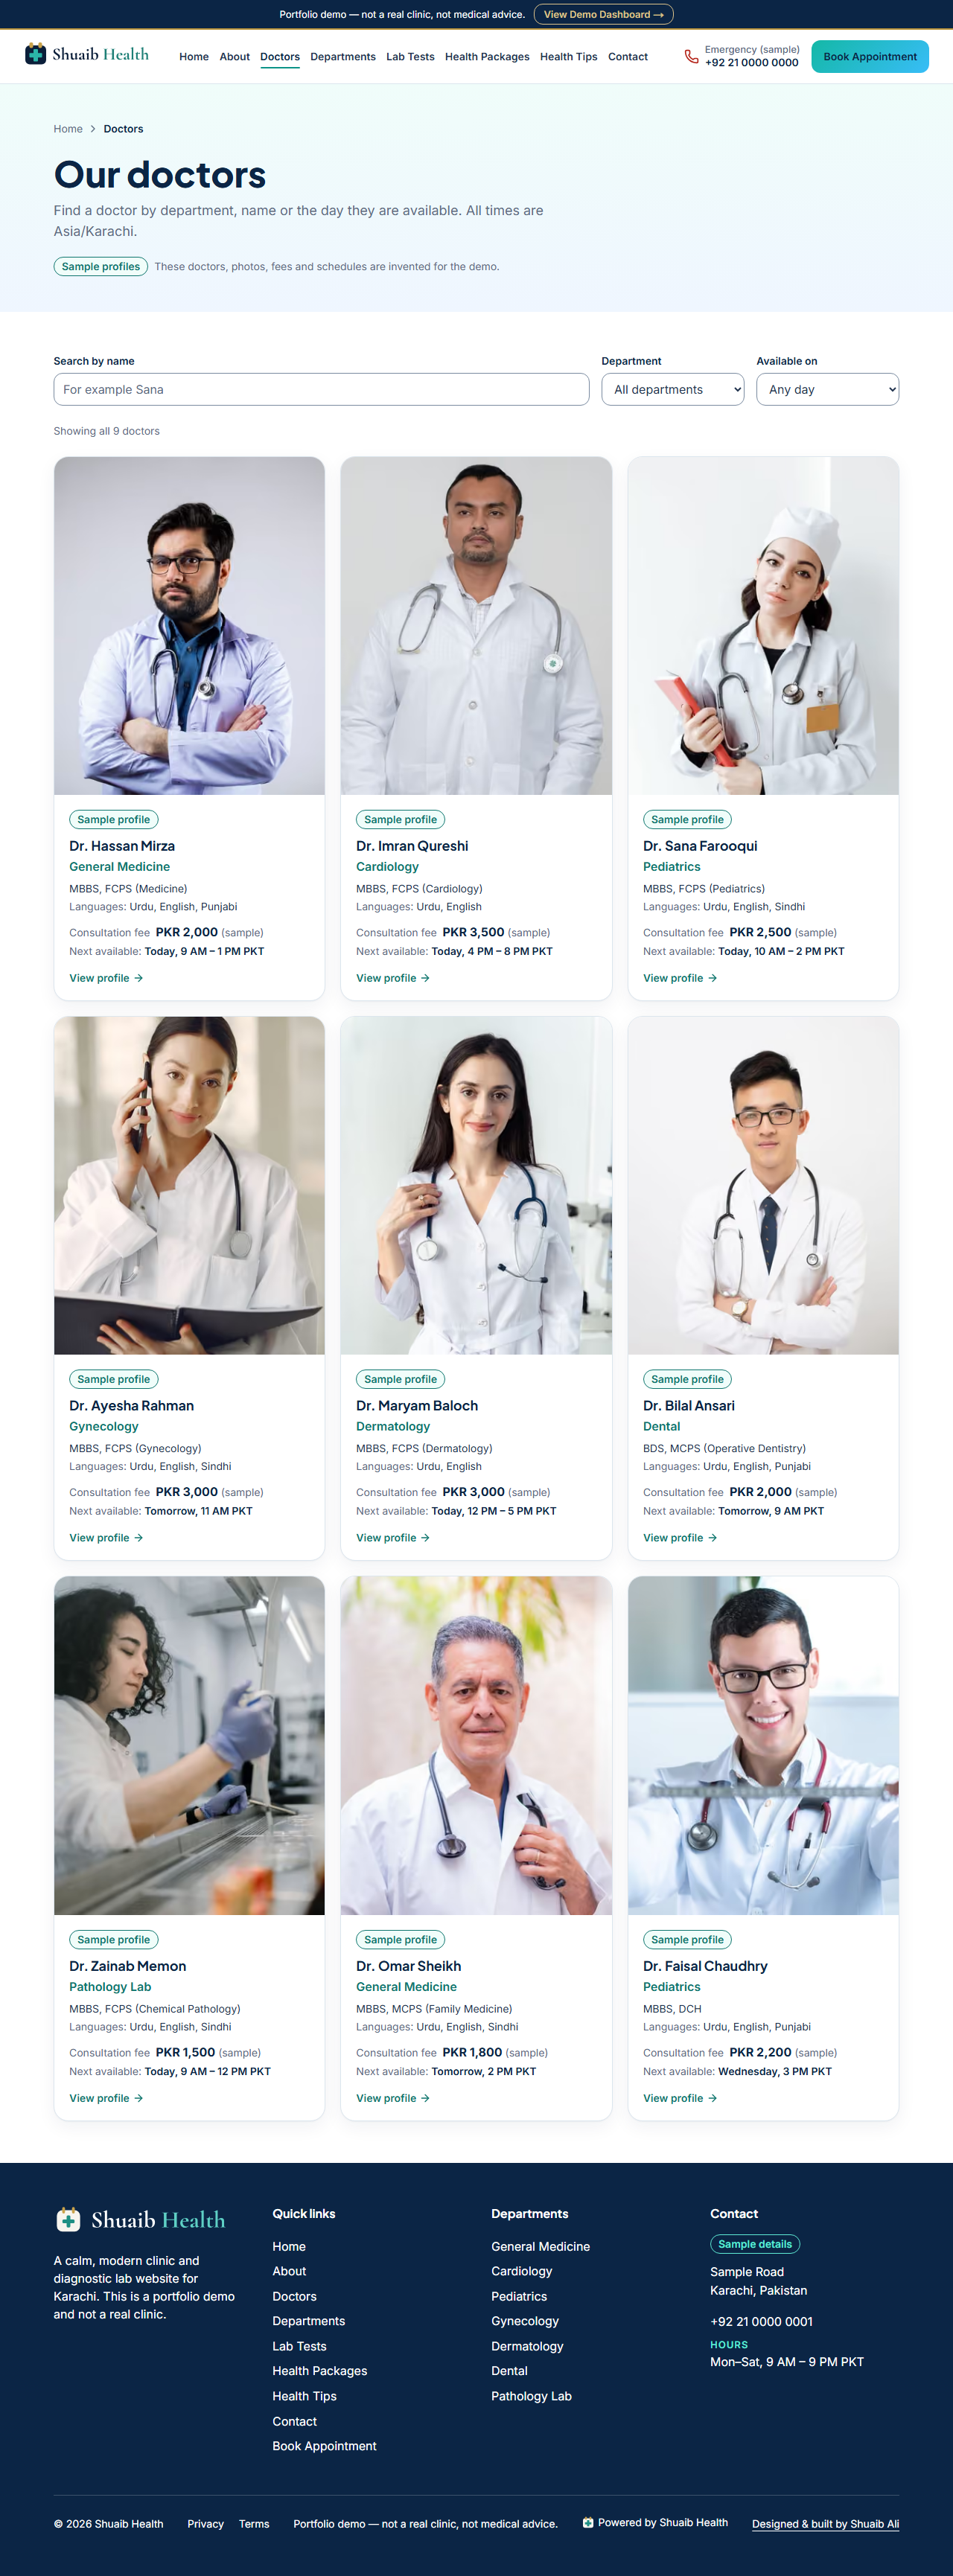 Portfolio demo — not a real clinic, not medical advice. View Demo Dashboard →
Shuaib Health Home About Doctors Departments Lab Tests Health Packages Health Tips Contact Emergency (sample) +92 21 0000 0000 Book Appointment
Home > Doctors
Our doctors
Find a doctor by department, name or the day they are available. All times are
Asia/Karachi.
Sample profiles These doctors, photos, fees and schedules are invented for the demo.
Search by name Department Available on
For example Sana All departments Any day
Showing all 9 doctors
Sample profile
Dr. Hassan Mirza
General Medicine
MBBS, FCPS (Medicine)
Languages: Urdu, English, Punjabi
Consultation fee PKR 2,000 (sample)
Next available: Today, 9 AM – 1 PM PKT
View profile →
Sample profile
Dr. Imran Qureshi
Cardiology
MBBS, FCPS (Cardiology)
Languages: Urdu, English
Consultation fee PKR 3,500 (sample)
Next available: Today, 4 PM – 8 PM PKT
View profile →
Sample profile
Dr. Sana Farooqui
Pediatrics
MBBS, FCPS (Pediatrics)
Languages: Urdu, English, Sindhi
Consultation fee PKR 2,500 (sample)
Next available: Today, 10 AM – 2 PM PKT
View profile →
Sample profile
Dr. Ayesha Rahman
Gynecology
MBBS, FCPS (Gynecology)
Languages: Urdu, English, Sindhi
Consultation fee PKR 3,000 (sample)
Next available: Tomorrow, 11 AM PKT
View profile →
Sample profile
Dr. Maryam Baloch
Dermatology
MBBS, FCPS (Dermatology)
Languages: Urdu, English
Consultation fee PKR 3,000 (sample)
Next available: Today, 12 PM – 5 PM PKT
View profile →
Sample profile
Dr. Bilal Ansari
Dental
BDS, MCPS (Operative Dentistry)
Languages: Urdu, English, Punjabi
Consultation fee PKR 2,000 (sample)
Next available: Tomorrow, 9 AM PKT
View profile →
Sample profile
Dr. Zainab Memon
Pathology Lab
MBBS, FCPS (Chemical Pathology)
Languages: Urdu, English, Sindhi
Consultation fee PKR 1,500 (sample)
Next available: Today, 9 AM – 12 PM PKT
View profile →
Sample profile
Dr. Omar Sheikh
General Medicine
MBBS, MCPS (Family Medicine)
Languages: Urdu, English, Sindhi
Consultation fee PKR 1,800 (sample)
Next available: Tomorrow, 2 PM PKT
View profile →
Sample profile
Dr. Faisal Chaudhry
Pediatrics
MBBS, DCH
Languages: Urdu, English, Punjabi
Consultation fee PKR 2,200 (sample)
Next available: Wednesday, 3 PM PKT
View profile →
Shuaib Health
A calm, modern clinic and
diagnostic lab website for
Karachi. This is a portfolio demo
and not a real clinic.
Quick links
Home
About
Doctors
Departments
Lab Tests
Health Packages
Health Tips
Contact
Book Appointment
Departments
General Medicine
Cardiology
Pediatrics
Gynecology
Dermatology
Dental
Pathology Lab
Contact
Sample details
Sample Road
Karachi, Pakistan
+92 21 0000 0001
HOURS
Mon–Sat, 9 AM – 9 PM PKT
© 2026 Shuaib Health Privacy Terms Portfolio demo — not a real clinic, not medical advice. Powered by Shuaib Health Designed & built by Shuaib Ali